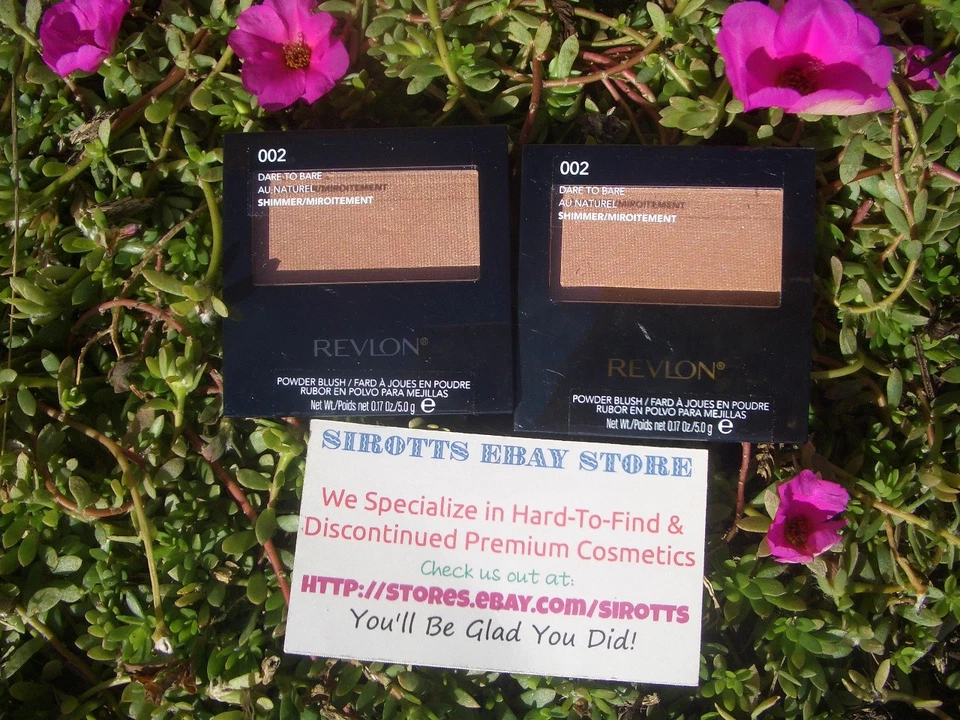 002
DARE TO BARE
AU NATUREL/MIROITEMENT
SHIMMER/MIROITEMENT
REVLON®
POWDER BLUSH / FARD À JOUES EN POUDRE
RUBOR EN POLVO PARA MEJILLAS
Net Wt./Poids net 0.17 Oz./5.0 g ℮
002
DARE TO BARE
AU NATUREL/MIROITEMENT
SHIMMER/MIROITEMENT
REVLON®
POWDER BLUSH / FARD À JOUES EN POUDRE
RUBOR EN POLVO PARA MEJILLAS
Net Wt./Poids net 0.17 Oz./5.0 g ℮
SIROTTS EBAY STORE
We Specialize in Hard-To-Find &
Discontinued Premium Cosmetics
Check us out at:
HTTP://STORES.EBAY.COM/SIROTTS
You'll Be Glad You Did!